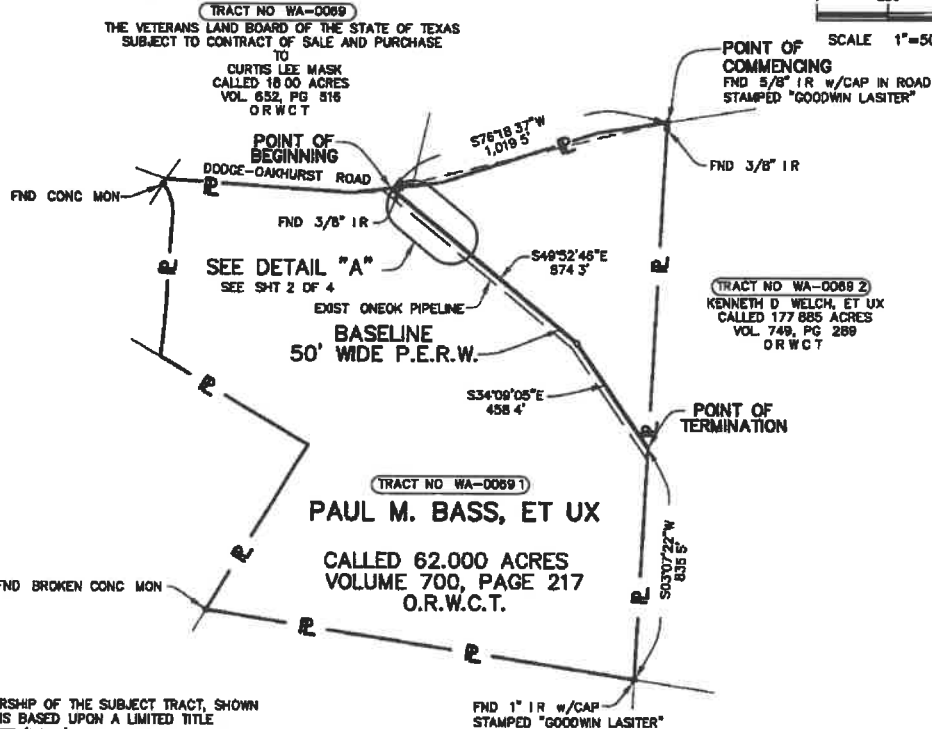 TRACT NO WA-0069
THE VETERANS LAND BOARD OF THE STATE OF TEXAS
SUBJECT TO CONTRACT OF SALE AND PURCHASE
TO
CURTIS LEE MASK
CALLED 18 00 ACRES
VOL 652, PG 516
O R W C T
SCALE 1"=50
POINT OF
COMMENCING
FND 5/8" I R w/CAP IN ROAD
STAMPED "GOODWIN LASITER"
S76°18 37"W
1,019 5'
POINT OF
BEGINNING
DODGE-OAKHURST ROAD
FND 3/8" I R
FND CONC MON
FND 3/8" I R
SEE DETAIL "A"
SEE SHT 2 OF 4
S49°52'46"E
874 3'
EXIST ONEOK PIPELINE
TRACT NO WA-0069 2
KENNETH D WELCH, ET UX
CALLED 177 885 ACRES
VOL 749, PG 289
O R W C T
BASELINE
50' WIDE P.E.R.W.
S34°09'05"E
458 4'
POINT OF
TERMINATION
TRACT NO WA-0069 1
PAUL M. BASS, ET UX
CALLED 62.000 ACRES
VOLUME 700, PAGE 217
O.R.W.C.T.
S03°07'22"W
835 5'
FND BROKEN CONC MON
RSHIP OF THE SUBJECT TRACT, SHOWN
IS BASED UPON A LIMITED TITLE
FND 1" I R w/CAP
STAMPED "GOODWIN LASITER"